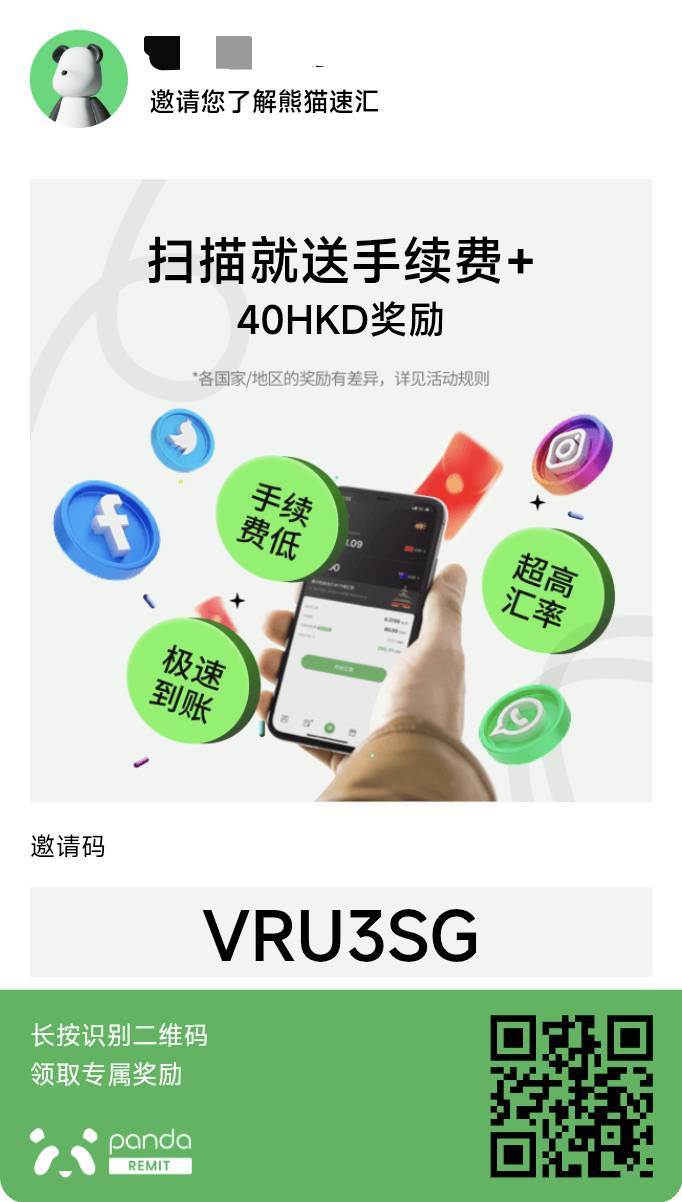 邀请您了解熊猫速汇
扫描就送手续费+
40HKD奖励
*各国家/地区的奖励有差异，详见活动规则
手续
费低
超高
汇率
极速
到账
邀请码
VRU3SG
长按识别二维码
领取专属奖励
panda
REMIT